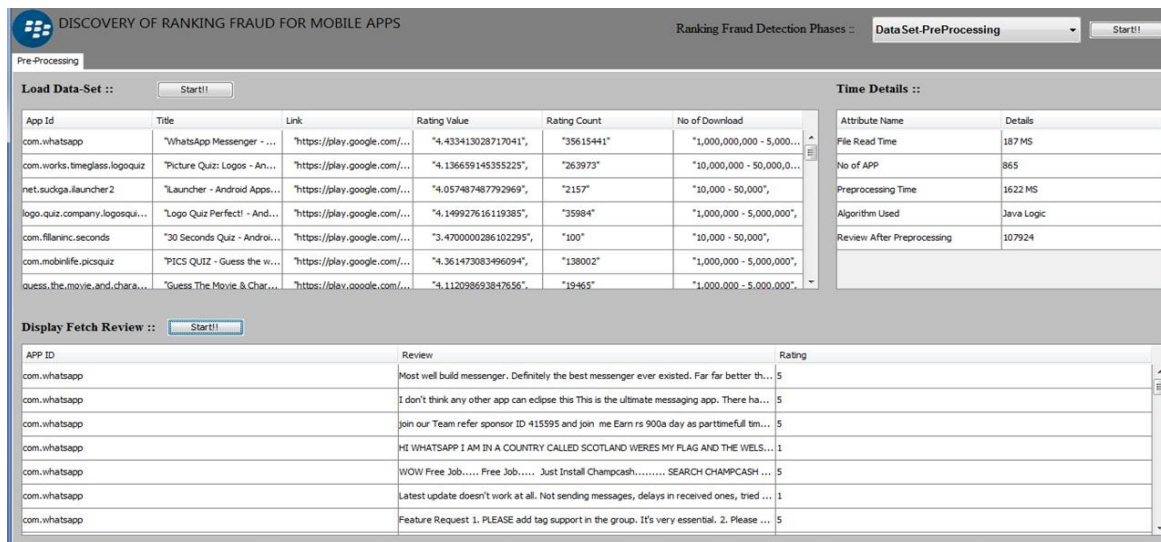 DISCOVERY OF RANKING FRAUD FOR MOBILE APPS
Ranking Fraud Detection Phases :: DataSet-PreProcessing Start!!
Pre-Processing
Load Data-Set :: Start!! Time Details ::
App Id Title Link Rating Value Rating Count No of Download Attribute Name Details
com.whatsapp "WhatsApp Messenger - ... "https://play.google.com/... "4.433413028717041", "35615441" "1,000,000,000 - 5,000... File Read Time 187 MS
com.works.timeglass.logoquiz "Picture Quiz: Logos - An... "https://play.google.com/... "4.136659145355225", "263973" "10,000,000 - 50,000,0... No of APP 865
net.suckga.ilauncher2 "iLauncher - Android Apps... "https://play.google.com/... "4.057487487792969", "2157" "10,000 - 50,000", Preprocessing Time 1622 MS
logo.quiz.company.logosqui... "Logo Quiz Perfect! - And... "https://play.google.com/... "4.149927616119385", "35984" "1,000,000 - 5,000,000", Algorithm Used Java Logic
com.fillaninc.seconds "30 Seconds Quiz - Androi... "https://play.google.com/... "3.4700000286102295", "100" "10,000 - 50,000", Review After Preprocessing 107924
com.mobinlife.picsquiz "PICS QUIZ - Guess the w... "https://play.google.com/... "4.361473083496094", "138002" "1,000,000 - 5,000,000",
guess.the.movie.and.chara... "Guess The Movie & Char... "https://play.google.com/... "4.112098693847656", "19465" "1,000,000 - 5,000,000",
Display Fetch Review :: Start!!
APP ID Review Rating
com.whatsapp Most well build messenger. Definitely the best messenger ever existed. Far far better th... 5
com.whatsapp I don't think any other app can eclipse this This is the ultimate messaging app. There ha... 5
com.whatsapp join our Team refer sponsor ID 415595 and join me Earn rs 900a day as parttimefull tim... 5
com.whatsapp HI WHATSAPP I AM IN A COUNTRY CALLED SCOTLAND WERES MY FLAG AND THE WELS... 1
com.whatsapp WOW Free Job..... Free Job..... Just Install Champcash......... SEARCH CHAMPCASH ... 5
com.whatsapp Latest update doesn't work at all. Not sending messages, delays in received ones, tried ... 1
com.whatsapp Feature Request 1. PLEASE add tag support in the group. It's very essential. 2. Please ... 5